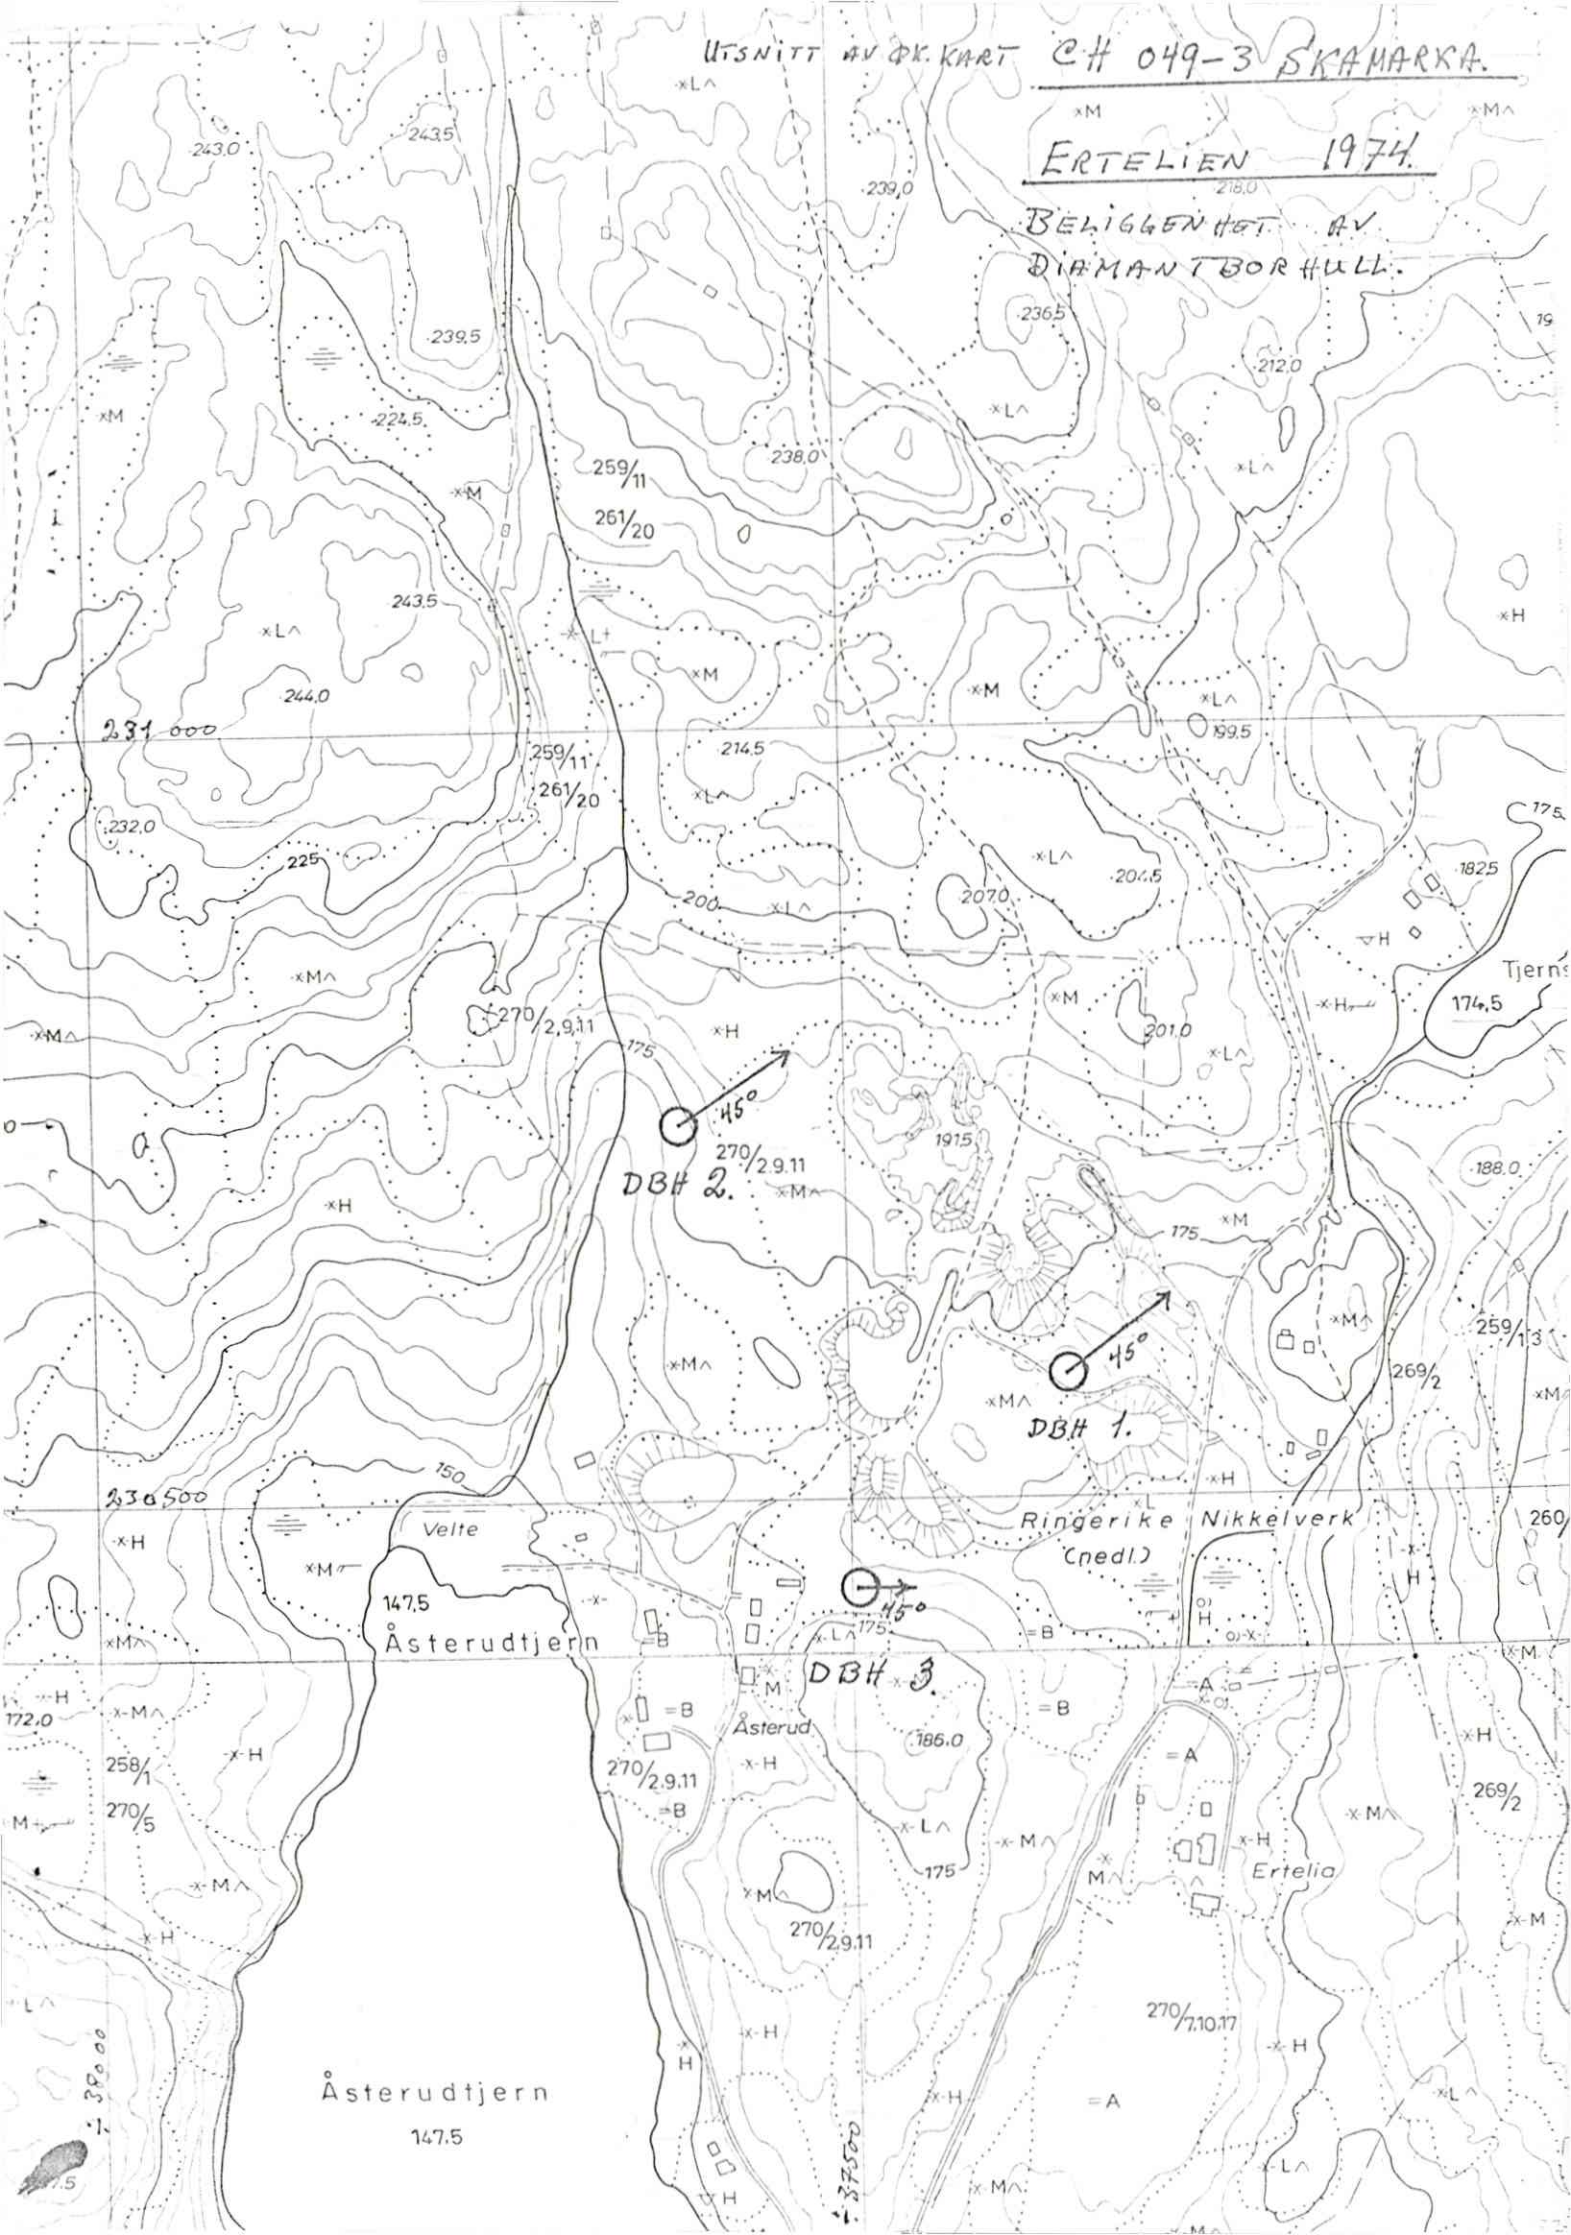 UTSNITT AV ØK. KART CH 049-3 SKAMARKA.
×L^
×M
×M^
243,0
243,5
ERTELIEN 1974.
239,0
218,0
BELIGGENHET AV
DIAMANTBORHULL.
236,5
239,5
19
212,0
×M
224,5
×L^
238,0
259/11
×L^
×M
261/20
243,5
×H
×L^
L+
×M
×M
244,0
×L^
231 000
199,5
259/11
214,5
261/20
×L^
232,0
175
225
×L^
204,5
182,5
200
×L^
207,0
H
×M^
Tjerns
×M
×H
174,5
270/2,9,11
×H
×M^
201,0
×L^
175
45°
191,5
270/2.9.11
188.0
DBH 2.
×M^
×H
×M
175
×M^
259/13
45°
×M^
269/2
×M^
×M
DBH 1.
150
×H
230500
×L
Velte
Ringerike Nikkelverk
260/
×H
(nedl.)
×M
H
147,5
45°
H
175
Åsterudtjern
=B
×L^
=B
×M^
×M
DBH 3.
M
×H
=A
172.0
×M^
=B
Åsterud
=B
186.0
×H
×H
=A
258/1
270/2.9.11
×H
269/2
270/5
=B
×M^
M
×L^
×M^
×H
175
Ertelia
×M^
M^
×M^
270/2.9.11
×M
×H
L^
270/7.10.17
×H
×H
H
÷ 38000
Åsterudtjern
×H
=A
×L^
147.5
÷ 37500
×L^
H
×M^
×M^